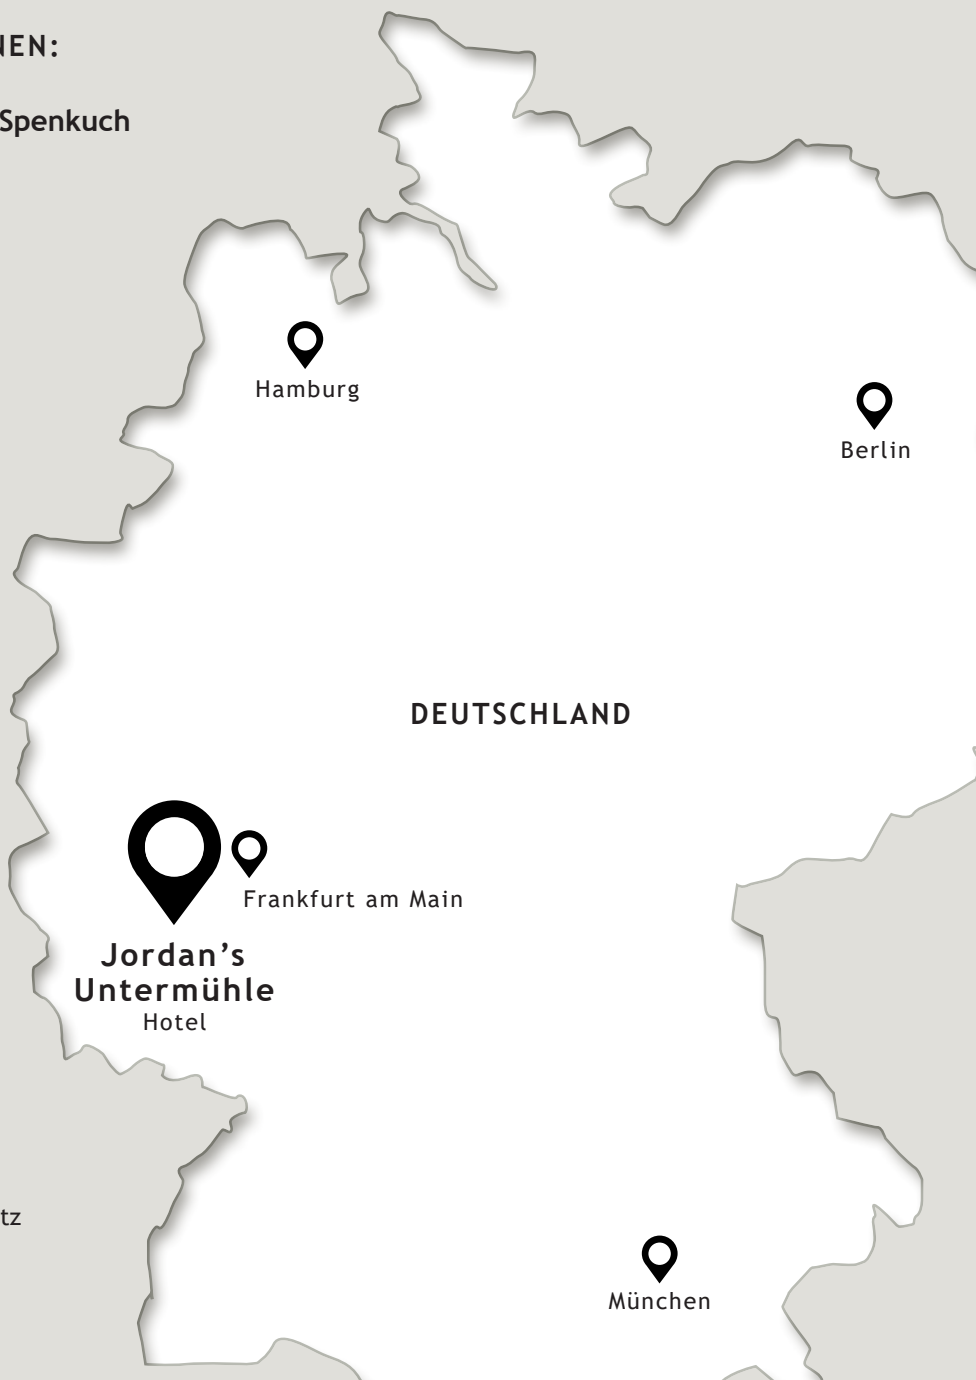 NEN:
Spenkuch
Hamburg
Berlin
DEUTSCHLAND
Frankfurt am Main
Jordan’s
Untermühle
Hotel
tz
München